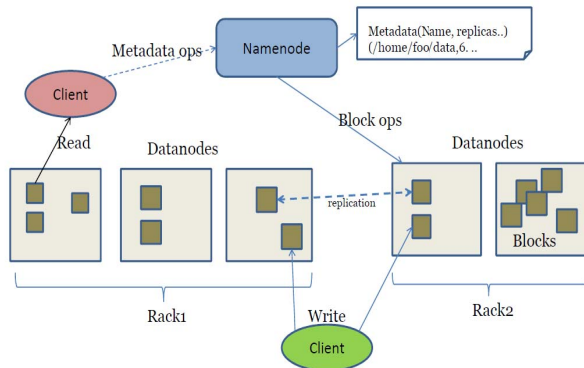 Metadata(Name, replicas..)
(/home/foo/data,6. ..
Namenode
Metadata ops
Client
Block ops
Read
Datanodes
Datanodes
replication
Blocks
Rack1
Write
Rack2
Client